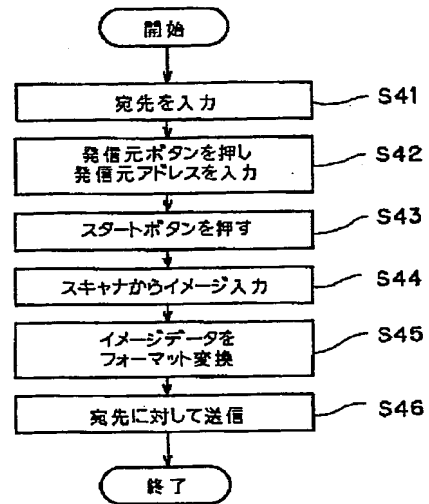 開始
宛先を入力
S41
発信元ボタンを押し
発信元アドレスを入力
S42
スタートボタンを押す
S43
スキャナからイメージ入力
S44
イメージデータを
フォーマット変換
S45
宛先に対して送信
S46
終了